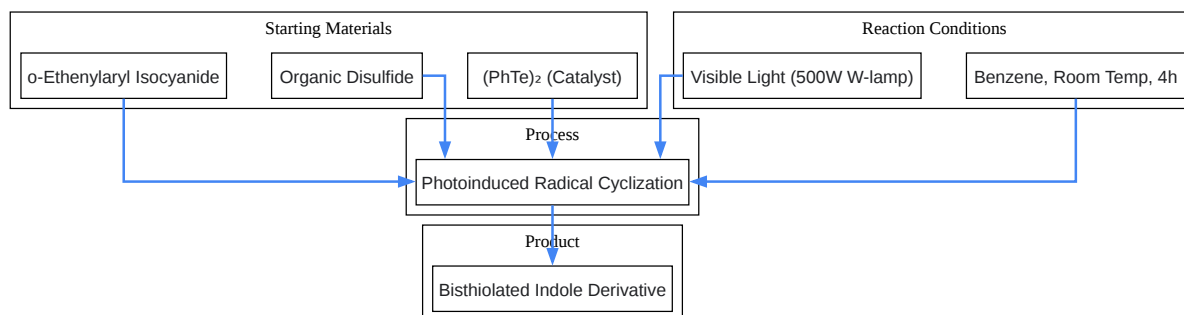 Starting Materials
Reaction Conditions
o-Ethenylaryl Isocyanide
Organic Disulfide
(PhTe)₂ (Catalyst)
Visible Light (500W W-lamp)
Benzene, Room Temp, 4h
Process
Photoinduced Radical Cyclization
Product
Bisthiolated Indole Derivative